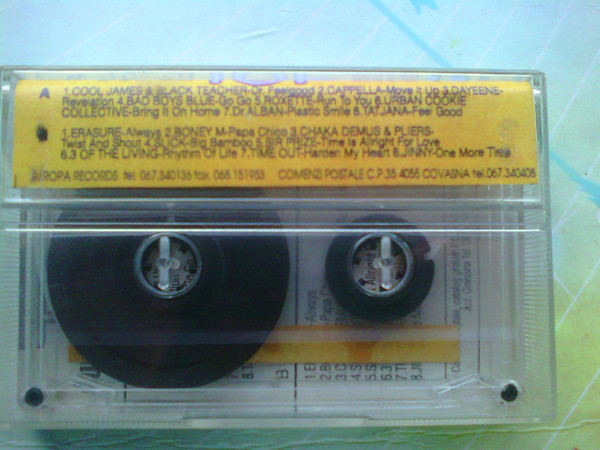 A 1.COOL JAMES & BLACK TEACHER-Dr. Feelgood 2.CAPPELLA-Move It Up 3.DAYEENE-
Revelation 4.BAD BOYS BLUE-Go Go 5.ROXETTE-Run To You 6.URBAN COOKIE
COLLECTIVE-Bring It On Home 7.Dr.ALBAN-Plastic Smile 8.TATJANA-Feel Good
1.ERASURE-Always 2.BONEY M-Papa Chico 3.CHAKA DEMUS & PLIERS-
Twist And Shout 4.SLICK-Big Bamboo 5.SIR PRIZE-Time Is Allright For Love
6.3 OF THE LIVING-Rhythm Of Life 7.TIME OUT-Harden My Heart 8.JINNY-One More Time
EUROPA RECORDS tel. 067.340136 fax. 068.151953 COMENZI POSTALE C.P.35 4055 COVASNA tel.067.340408
B